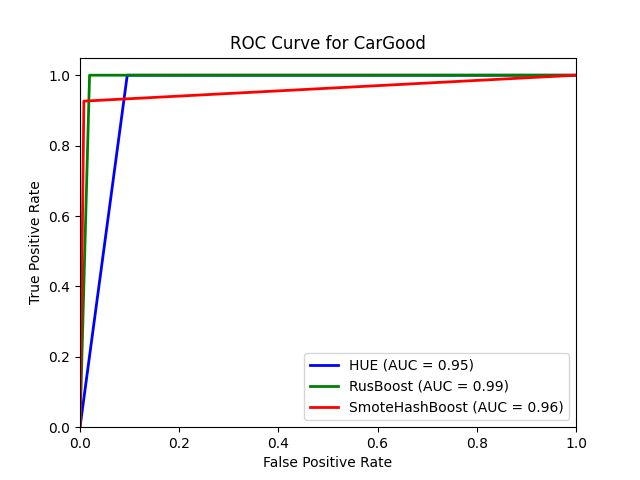 ROC Curve for CarGood
True Positive Rate
1.0
0.8
0.6
0.4
0.2
0.0
HUE (AUC = 0.95)
RusBoost (AUC = 0.99)
SmoteHashBoost (AUC = 0.96)
0.0 0.2 0.4 0.6 0.8 1.0
False Positive Rate